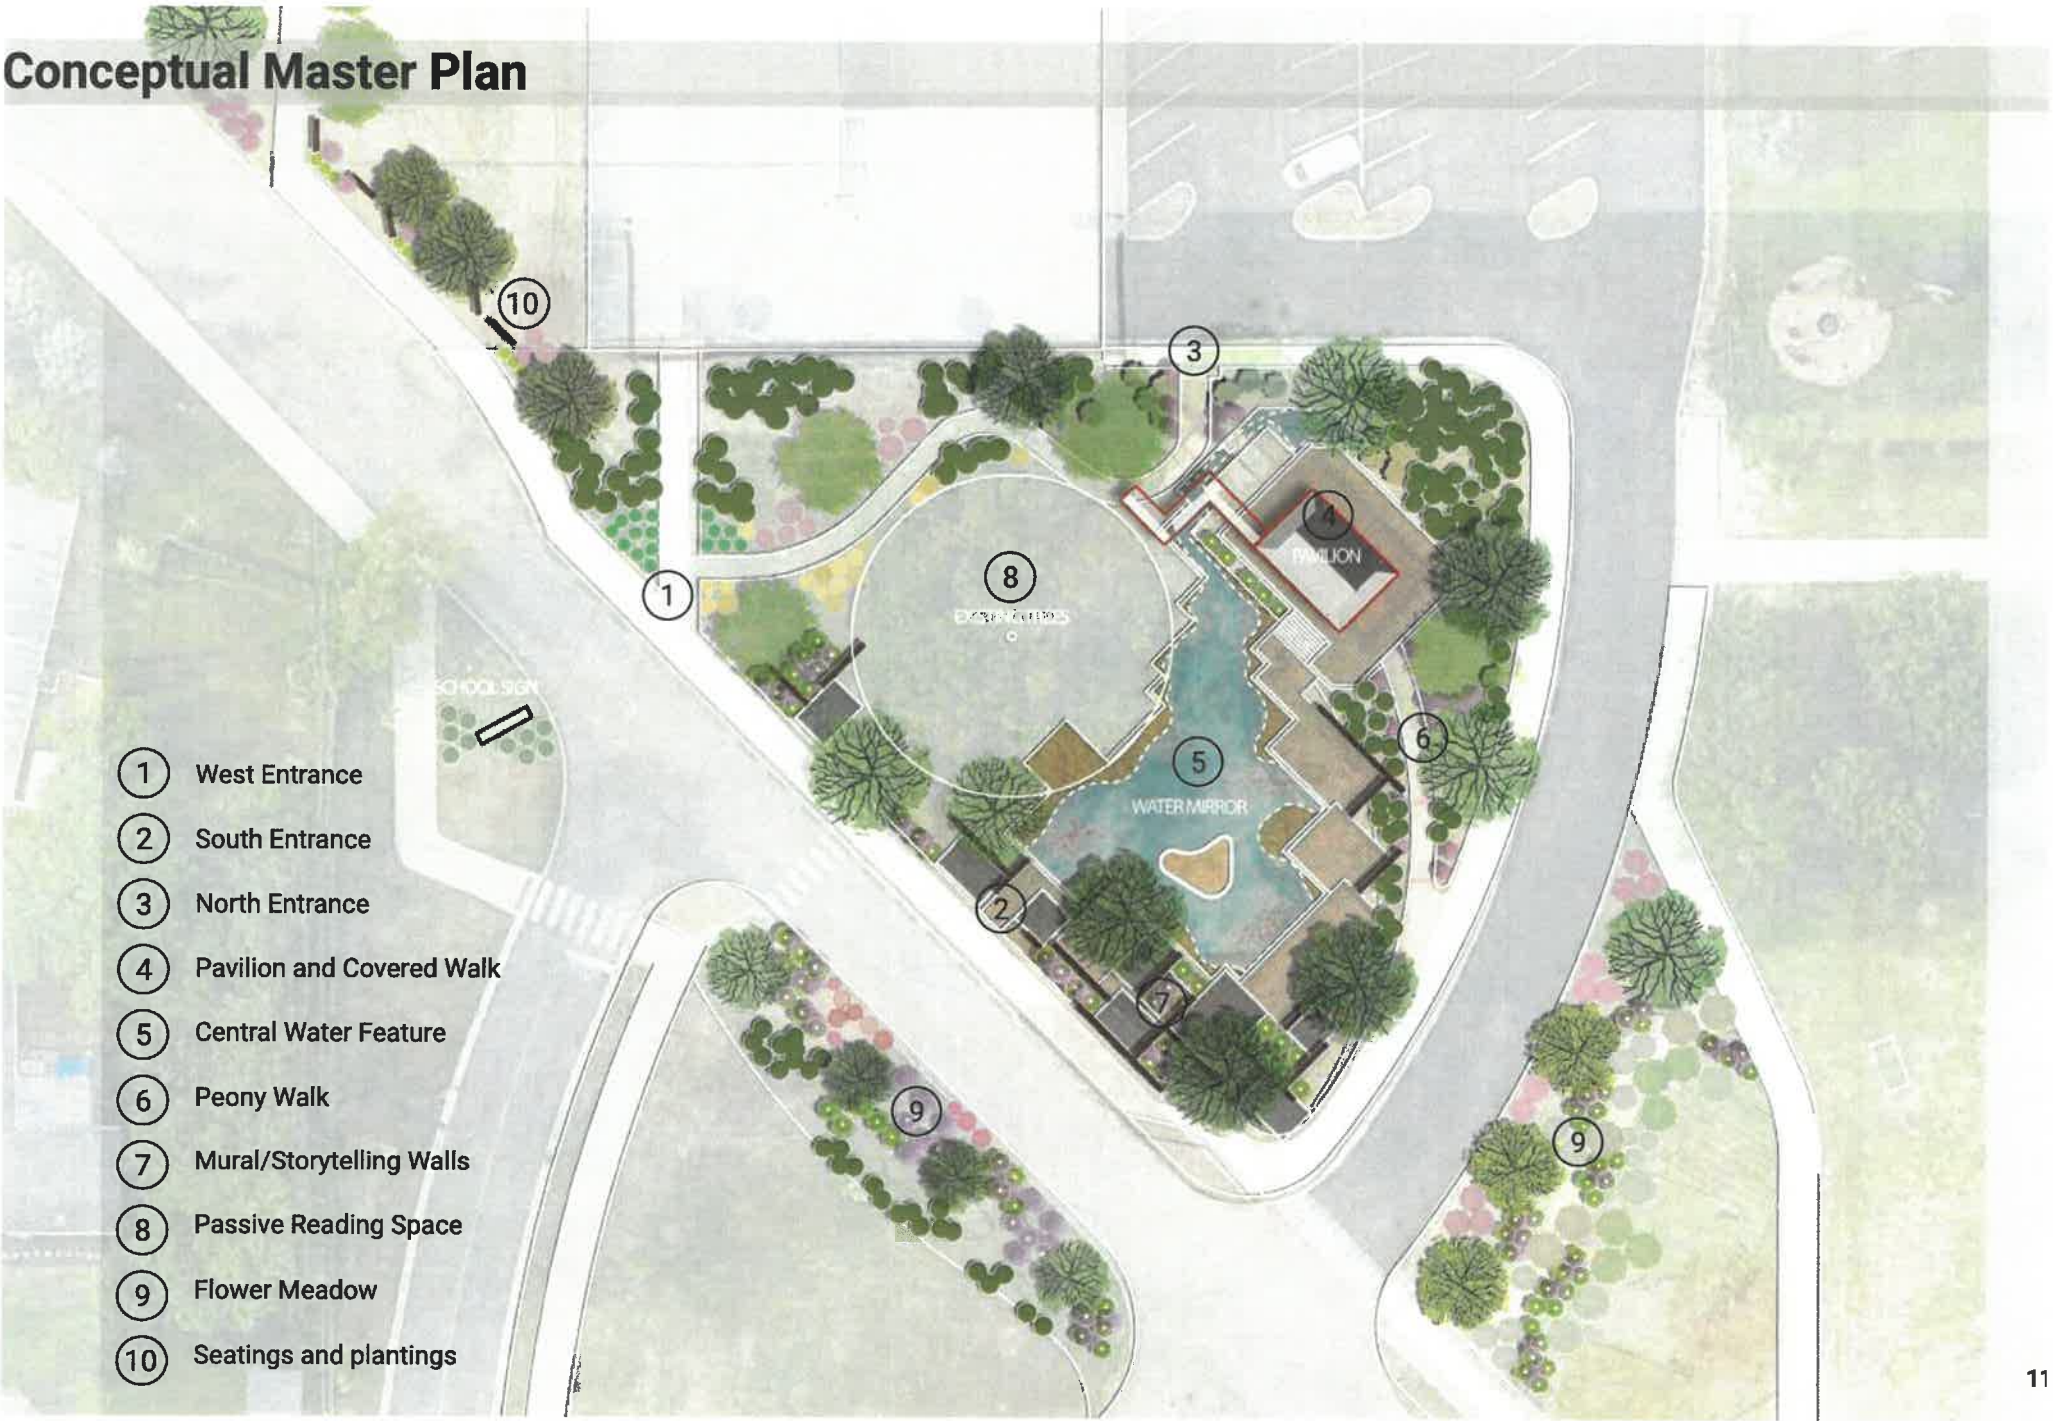 Conceptual Master Plan
10
3
4
PAVILION
1
8
SCHOOL SIGN
6
5
WATER MIRROR
2
7
9
9
1 West Entrance
2 South Entrance
3 North Entrance
4 Pavilion and Covered Walk
5 Central Water Feature
6 Peony Walk
7 Mural/Storytelling Walls
8 Passive Reading Space
9 Flower Meadow
10 Seatings and plantings
11